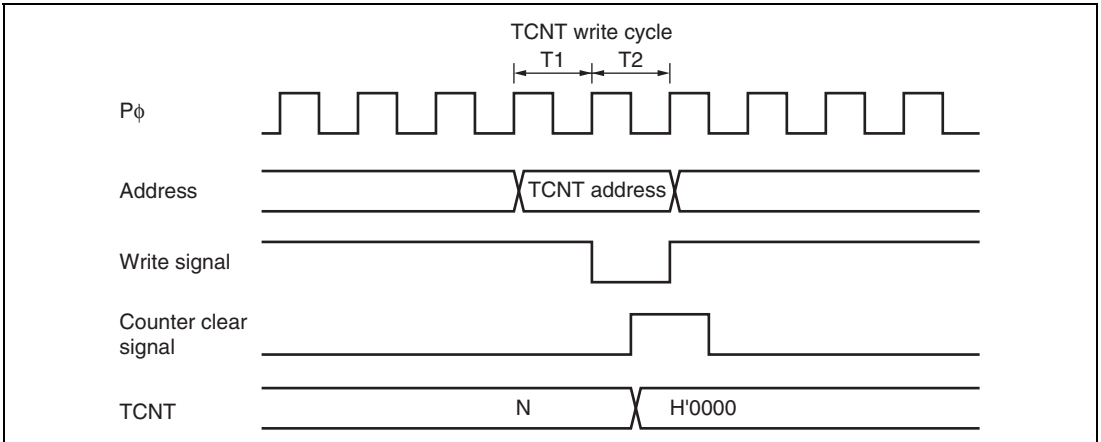 TCNT write cycle
T1 T2
Pϕ
Address
TCNT address
Write signal
Counter clear
signal
TCNT
N
H'0000